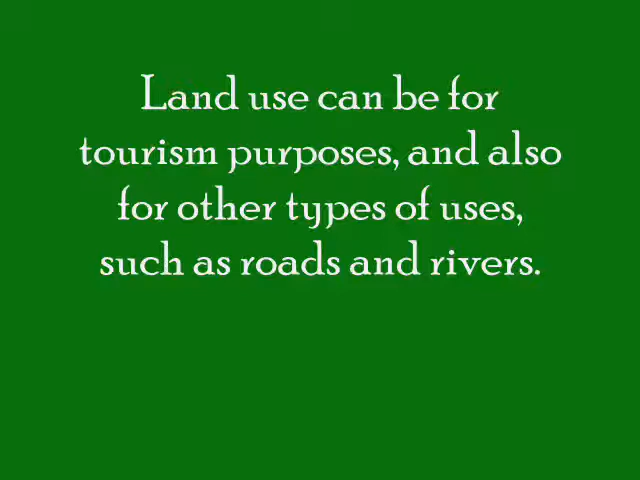 Land use can be for
tourism purposes, and also
for other types of uses,
such as roads and rivers.